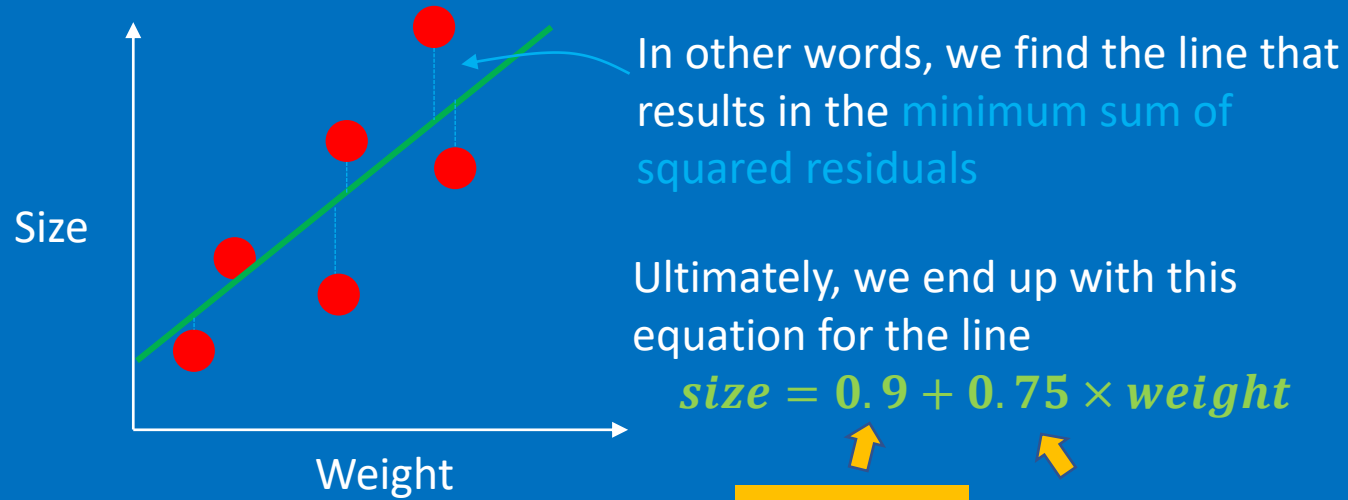 In other words, we find the line that
results in the minimum sum of
squared residuals
Size
Ultimately, we end up with this
equation for the line
size = 0.9 + 0.75 × weight
Weight